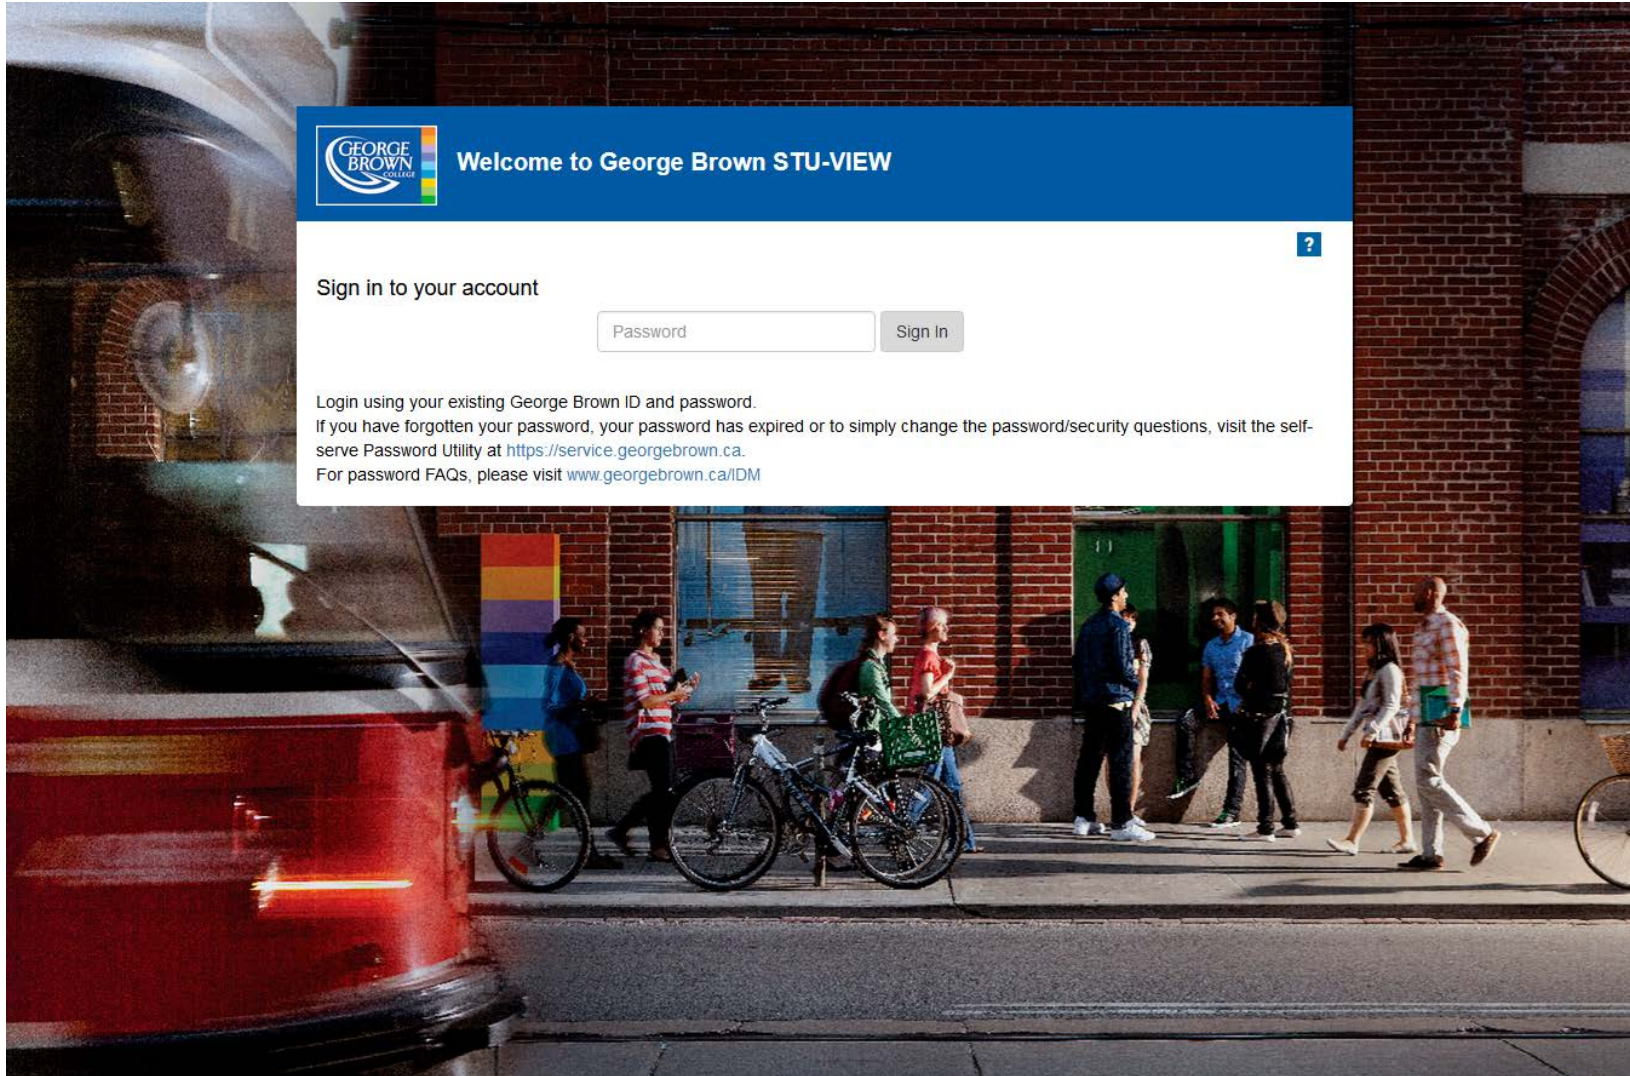 GEORGE
BROWN
COLLEGE
Welcome to George Brown STU-VIEW
?
Sign in to your account
Password
Sign In
Login using your existing George Brown ID and password.
If you have forgotten your password, your password has expired or to simply change the password/security questions, visit the self-
serve Password Utility at https://service.georgebrown.ca.
For password FAQs, please visit www.georgebrown.ca/IDM